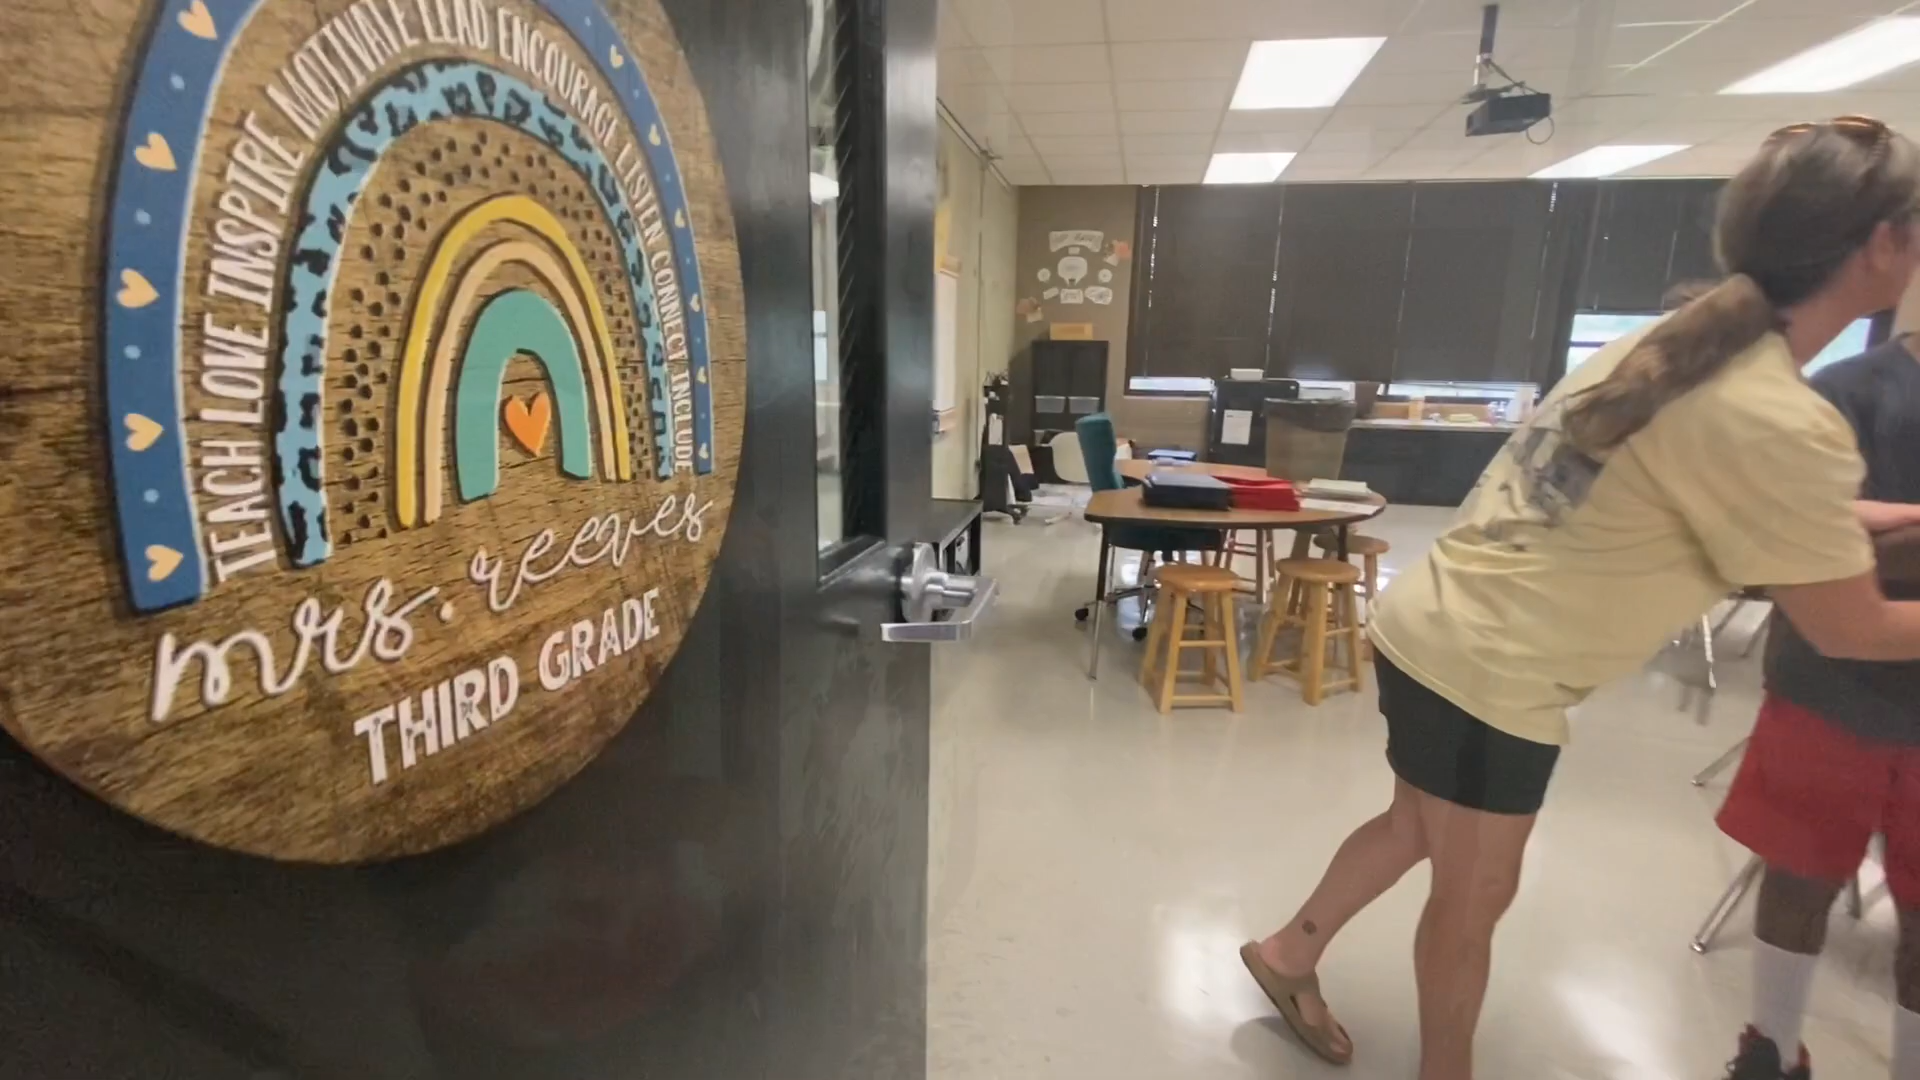 TEACH LOVE INSPIRE MOTIVATE LEAD ENCOURAGE LISTEN CONNECT INCLUDE
mrs. reeves
THIRD GRADE